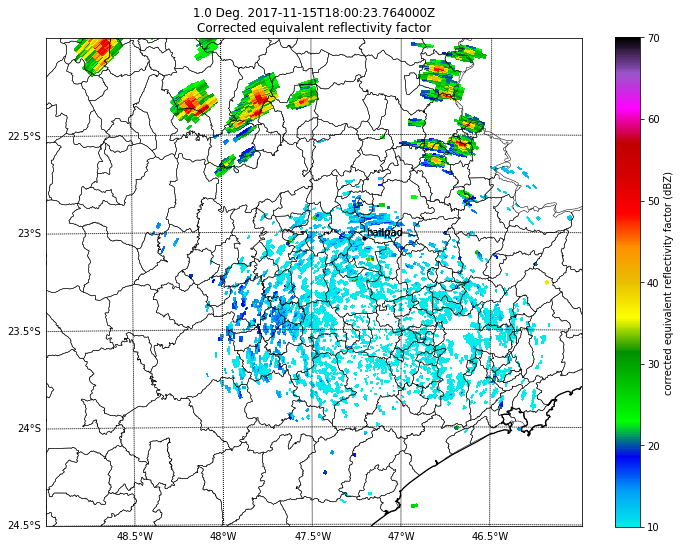 1.0 Deg. 2017-11-15T18:00:23.764000Z
Corrected equivalent reflectivity factor
70
60
50
40
30
20
10
corrected equivalent reflectivity factor (dBZ)
22.5°S
23°S
23.5°S
24°S
24.5°S
hailpad
48.5°W
48°W
47.5°W
47°W
46.5°W